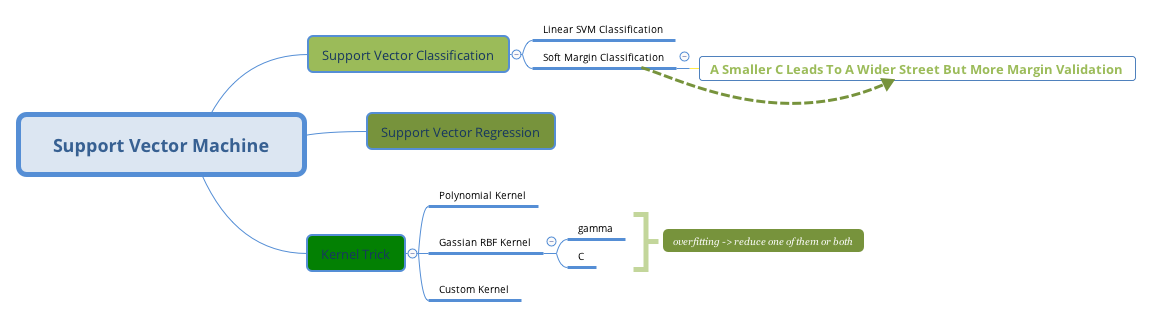 Support Vector Machine
Support Vector Classification
Linear SVM Classification
Soft Margin Classification
A Smaller C Leads To A Wider Street But More Margin Validation
Support Vector Regression
Kernel Trick
Polynomial Kernel
Gassian RBF Kernel
gamma
C
overfitting -> reduce one of them or both
Custom Kernel